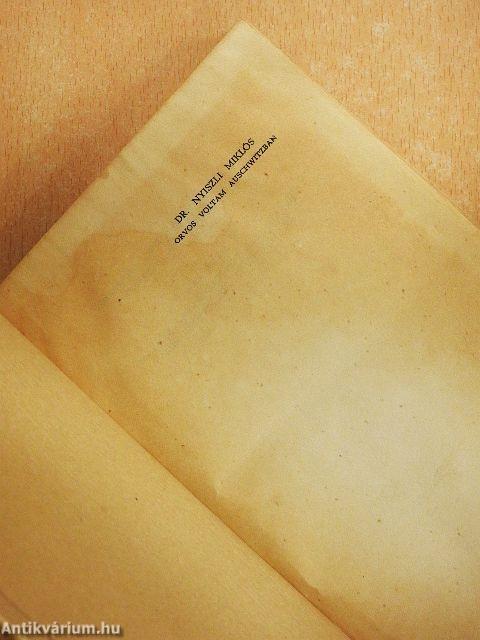 DR. NYISZLI MIKLÓS
ORVOS VOLTAM AUSCHWITZBAN
Antikvárium.hu